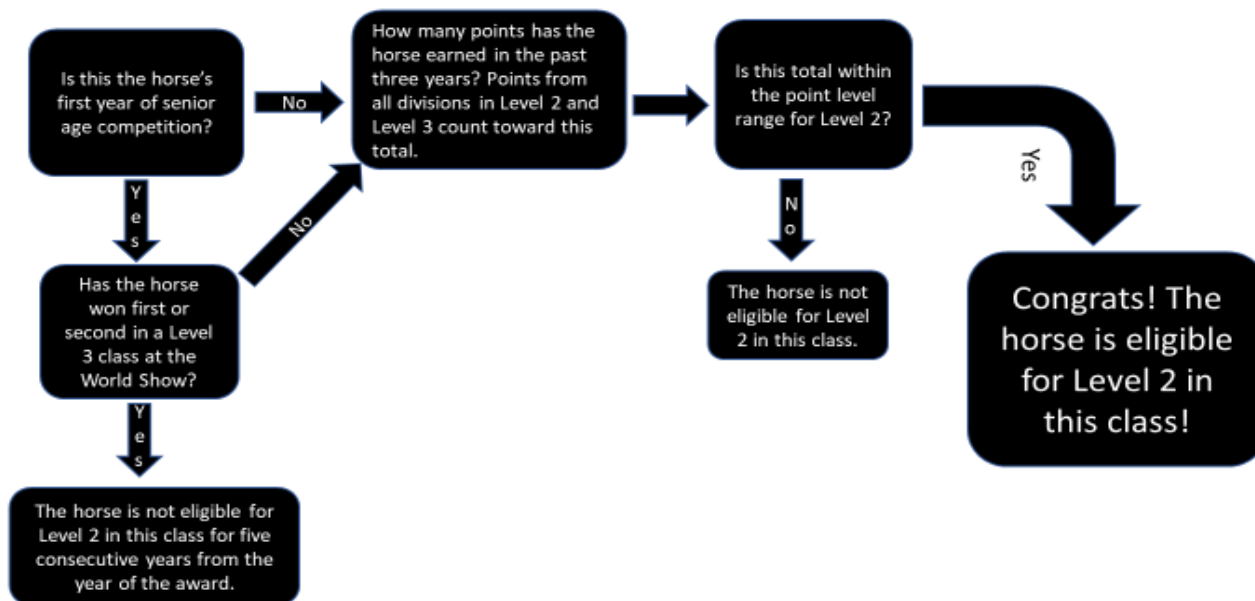 Is this the horse's
first year of senior
age competition?
No
How many points has the
horse earned in the past
three years? Points from
all divisions in Level 2 and
Level 3 count toward this
total.
Is this total within
the point level
range for Level 2?
Yes
Yes
No
No
Has the horse
won first or
second in a Level
3 class at the
World Show?
The horse is not
eligible for Level
2 in this class.
Congrats! The
horse is eligible
for Level 2 in
this class!
Yes
The horse is not eligible for
Level 2 in this class for five
consecutive years from the
year of the award.